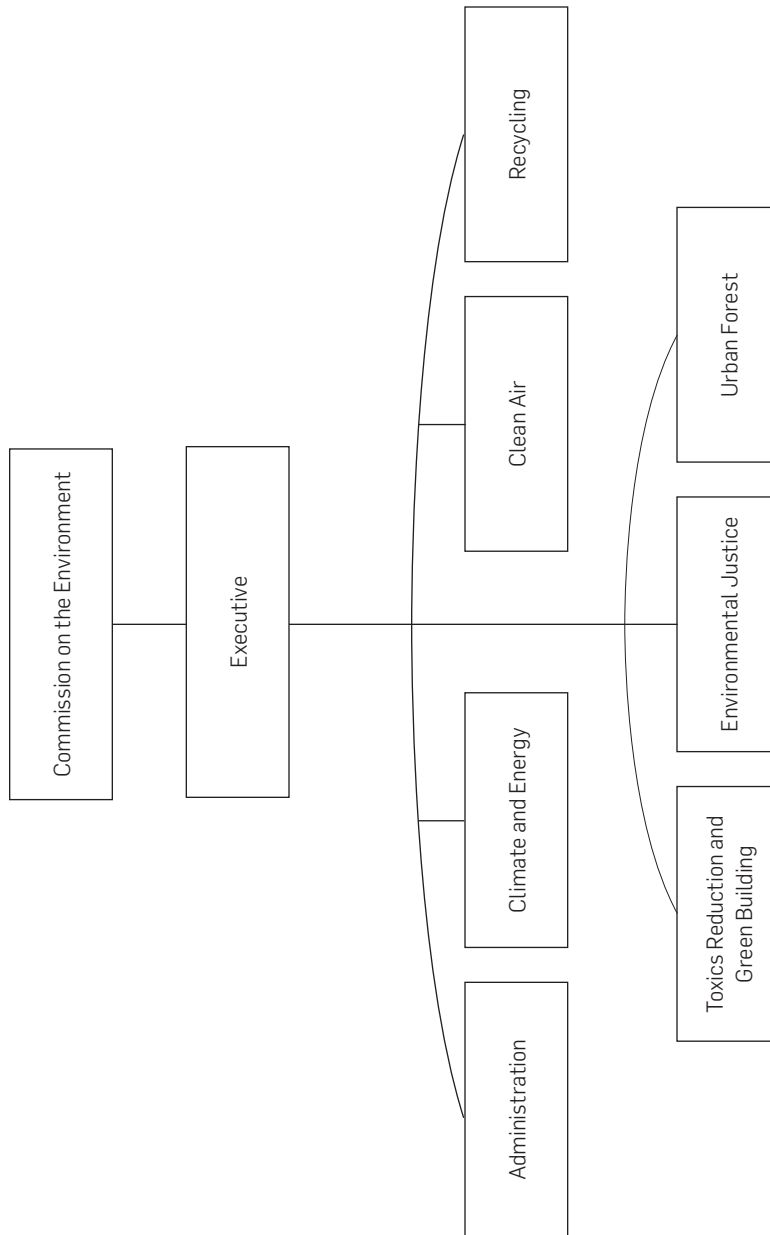 Commission on the Environment
Executive
Administration
Climate and Energy
Clean Air
Recycling
Toxics Reduction and
Green Building
Environmental Justice
Urban Forest